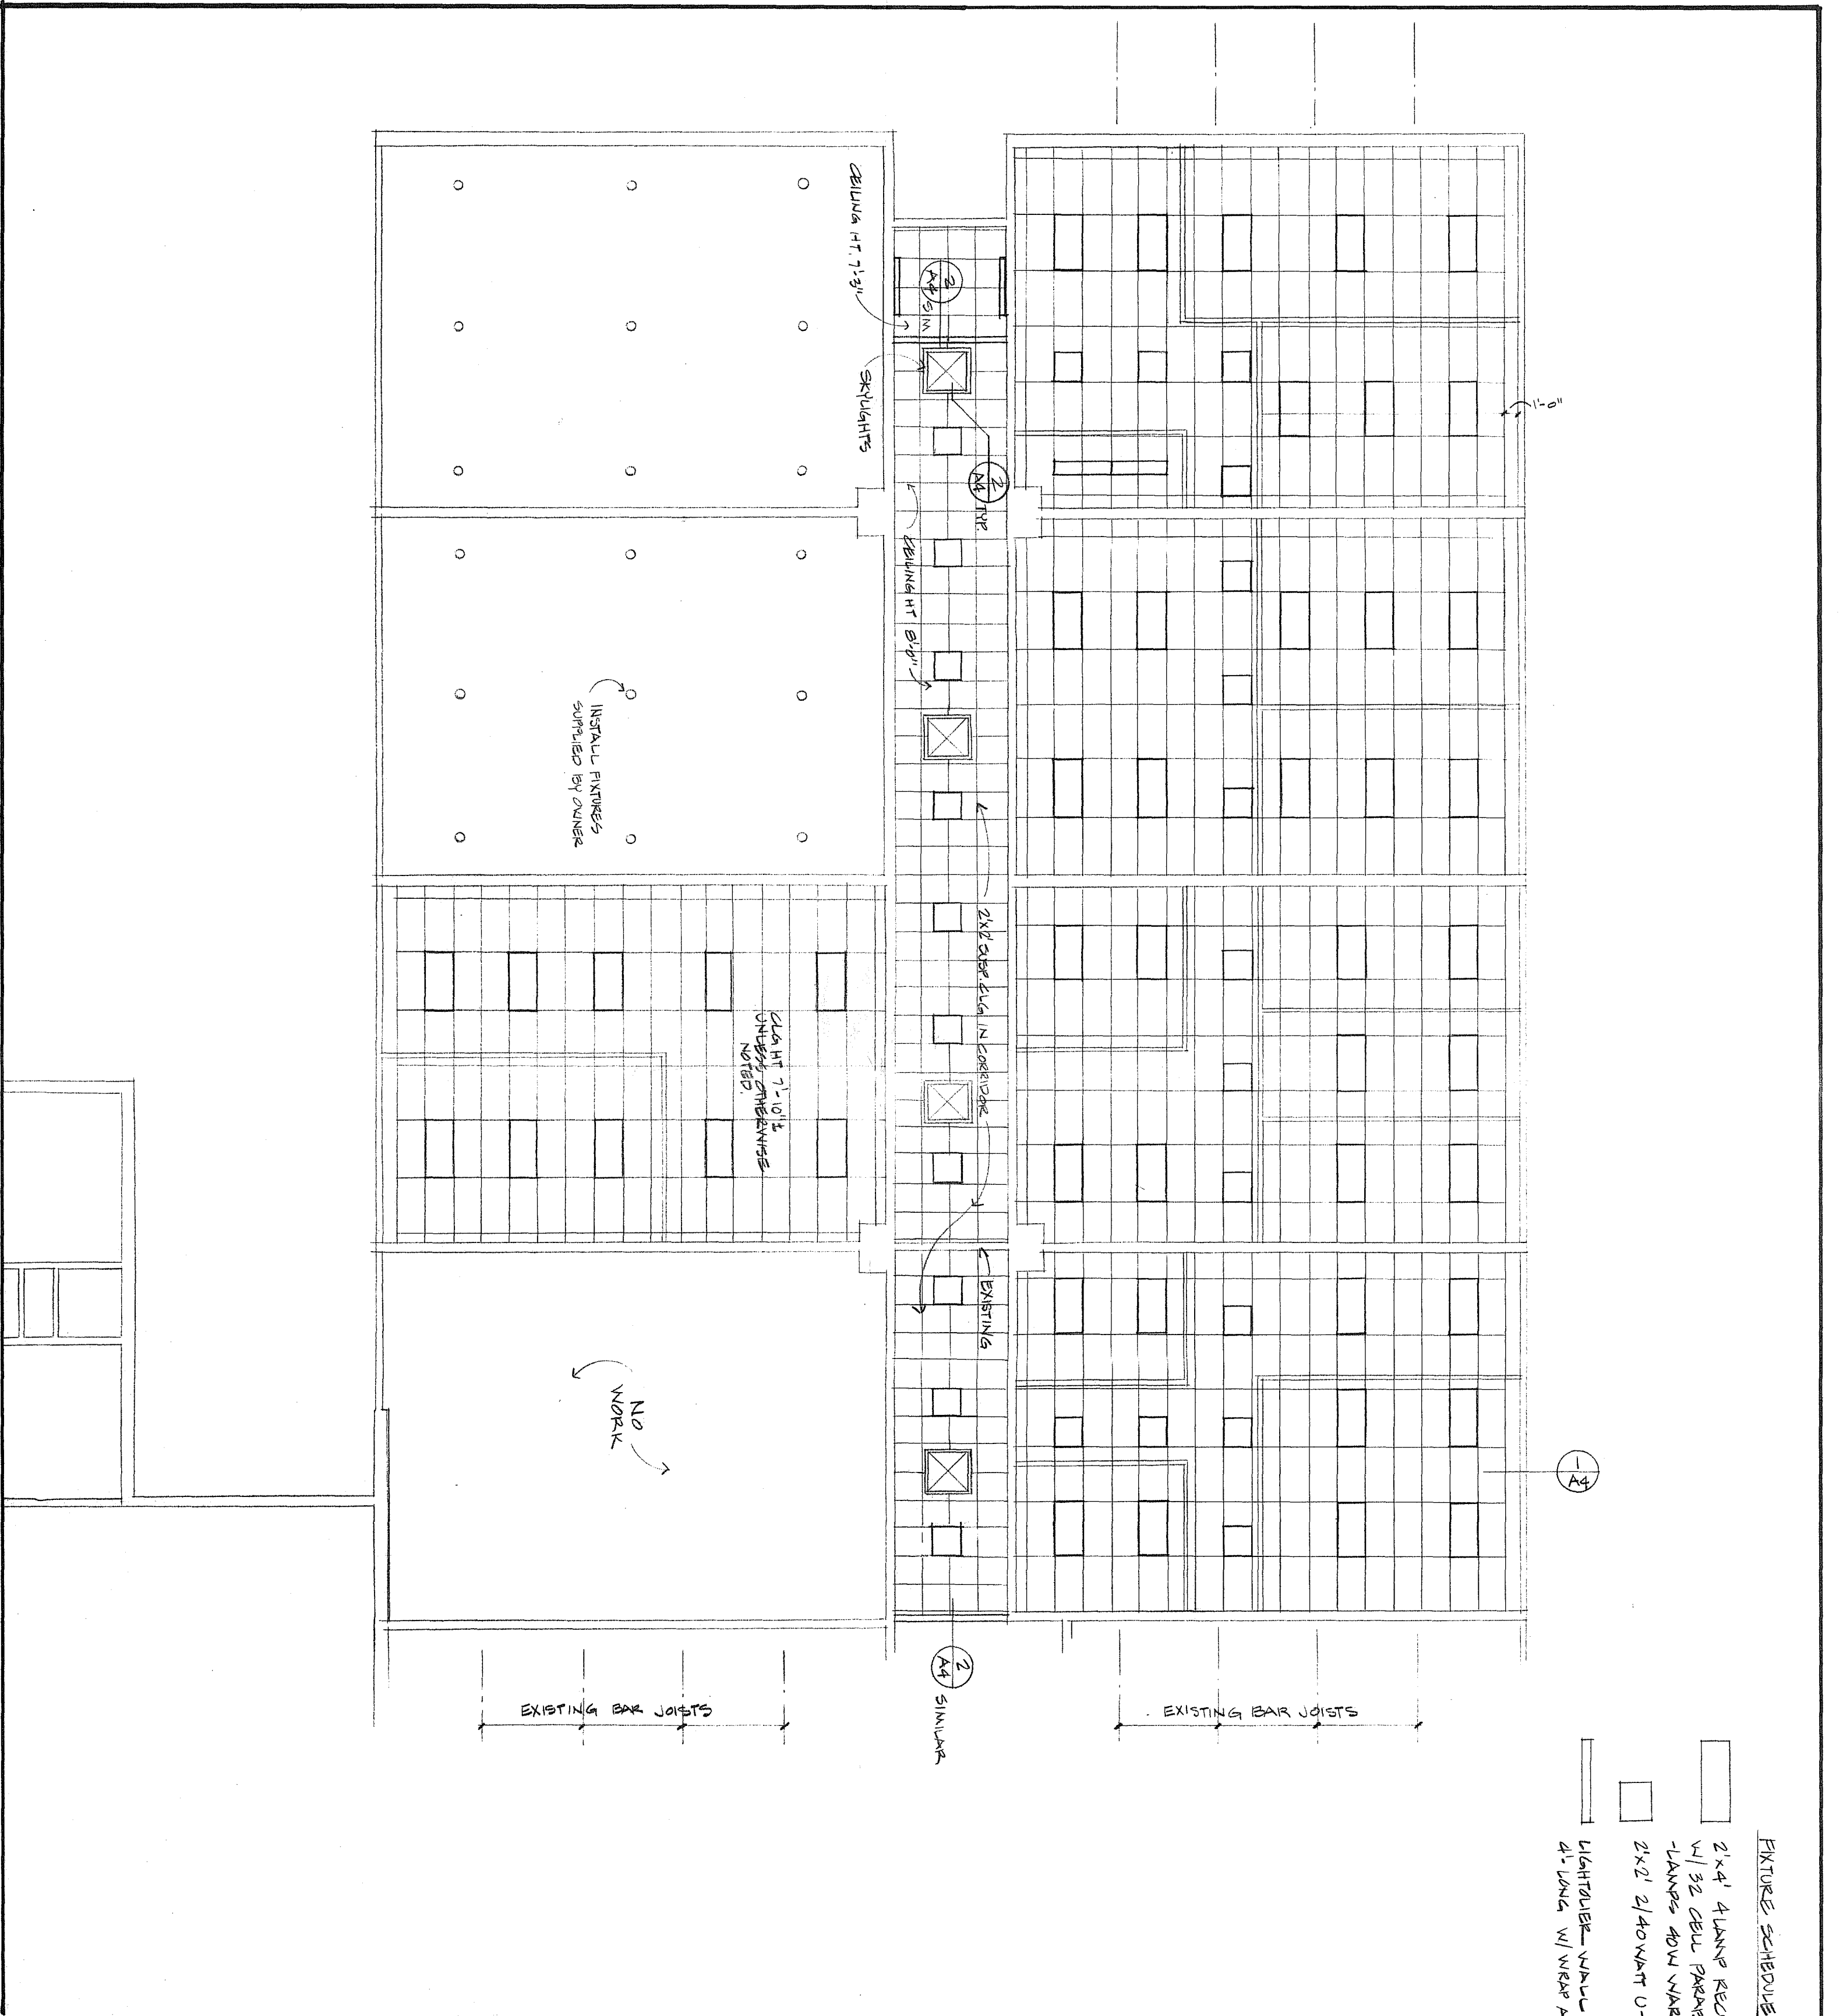 CEILING HT. 7'-3"
2
A4 SIM
SKYLIGHTS
2
A4 TYP.
1'-0"
CEILING HT 8'-0"
INSTALL FIXTURES
SUPPLIED BY OWNER
2'X2' SUSP. CLG IN CORRIDOR
CLG HT 7'-10"±
UNLESS OTHERWISE
NOTED.
EXISTING
NO
WORK
A4
2
A4 SIMILAR
EXISTING BAR JOISTS
EXISTING BAR JOISTS
FIXTURE SCHEDULE
2'X4' 4 LAMP REC
W/32 CELL PARAB
-LAMPS 40W WAR
2'X2' 2/40WATT U-
LIGHTOLIER-WALL
4'-LONG W/WRAP A